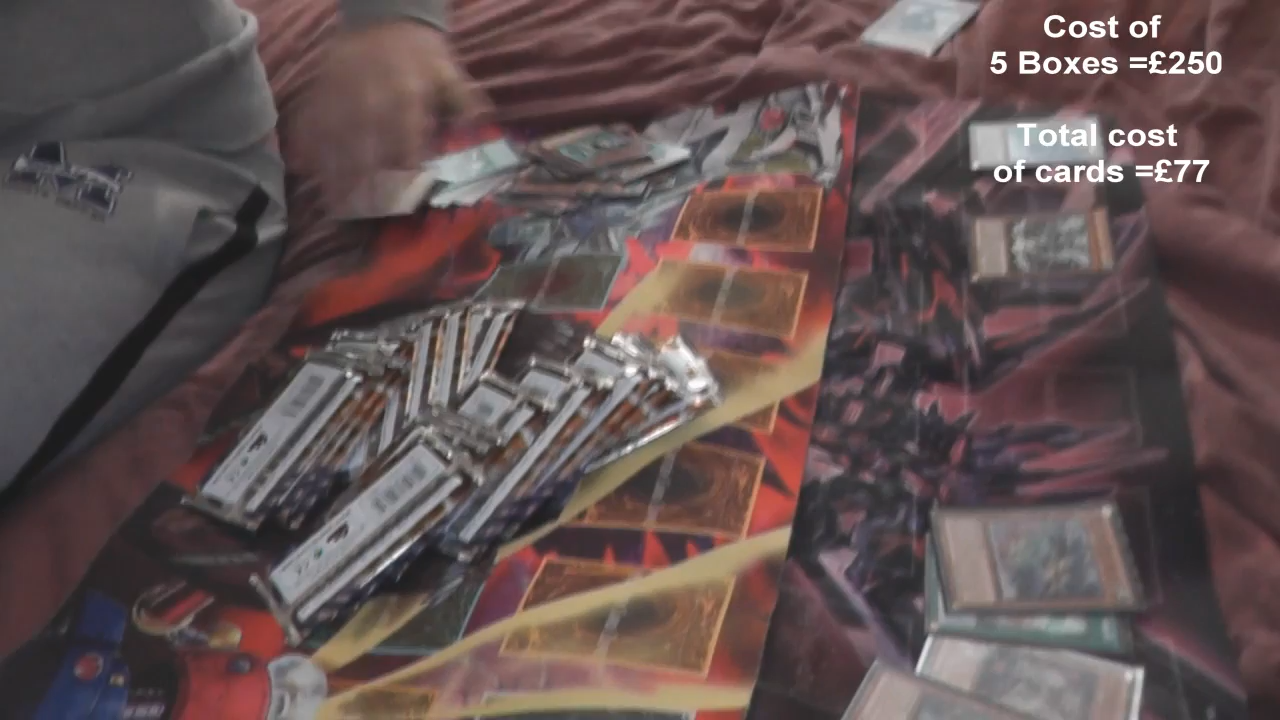 Cost of
5 Boxes =£250
Total cost
of cards =£77